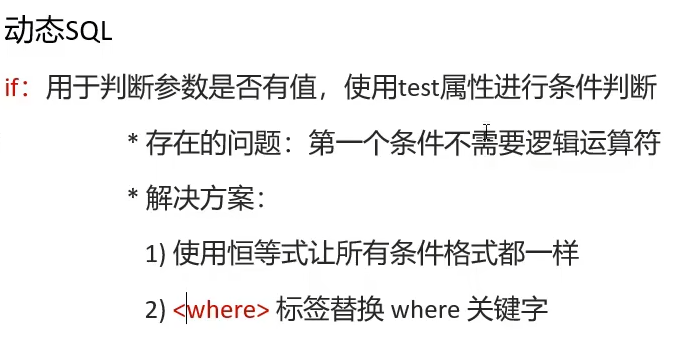 动态SQL
if：用于判断参数是否有值，使用test属性进行条件判断
* 存在的问题：第一个条件不需要逻辑运算符
* 解决方案：
1) 使用恒等式让所有条件格式都一样
2) <where> 标签替换 where 关键字